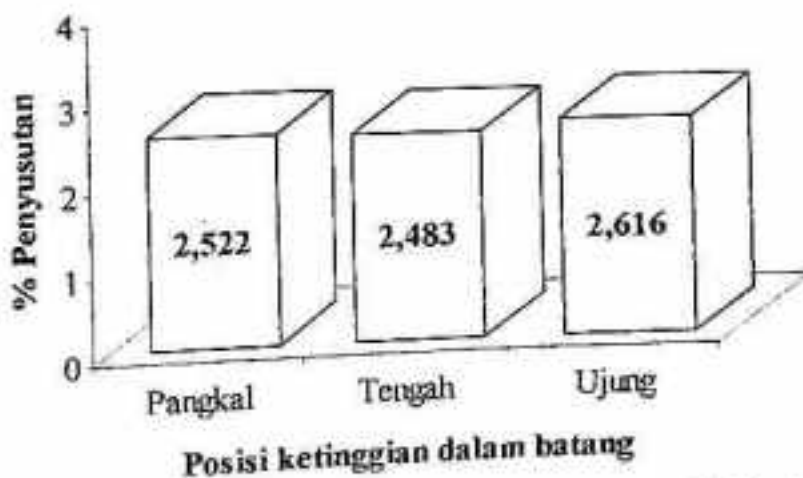 4
3
2
1
0
% Penyusutan
2,522
2,483
2,616
Pangkal
Tengah
Ujung
Posisi ketinggian dalam batang